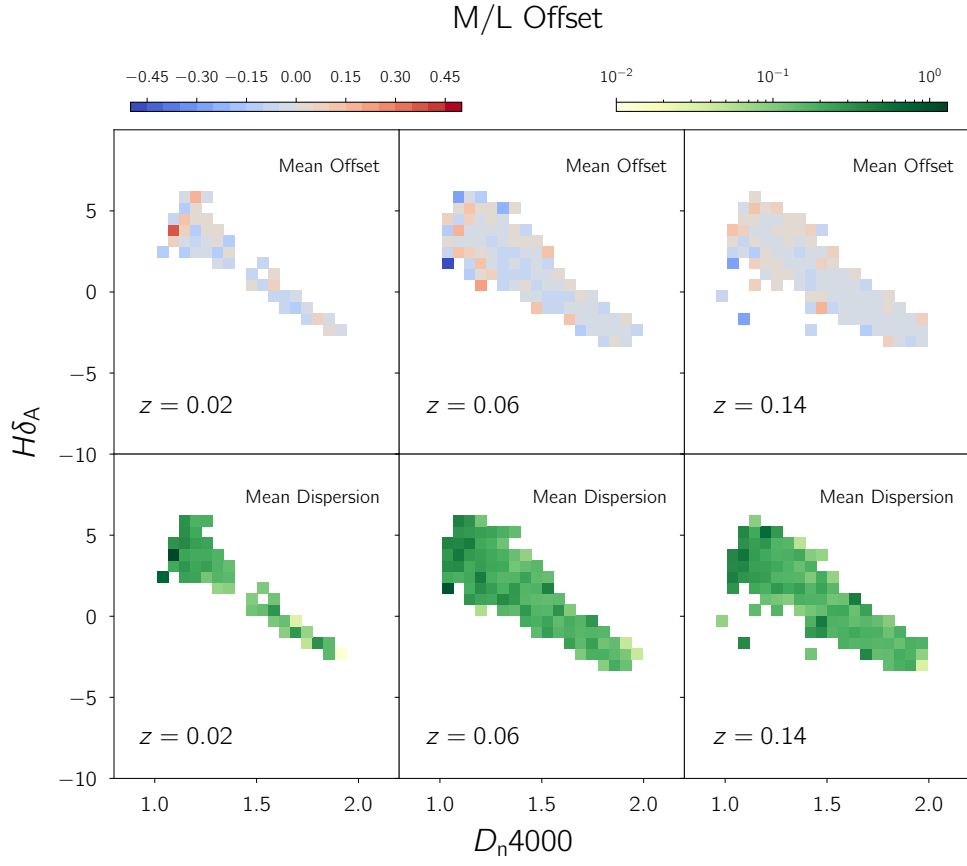 M/L Offset
−0.45 −0.30 −0.15 0.00 0.15 0.30 0.45
10⁻² 10⁻¹ 10⁰
Mean Offset Mean Offset Mean Offset
5
0
−5
−10
z = 0.02 z = 0.06 z = 0.14
HδA
Mean Dispersion Mean Dispersion Mean Dispersion
5
0
−5
−10
z = 0.02 z = 0.06 z = 0.14
1.0 1.5 2.0 1.0 1.5 2.0 1.0 1.5 2.0
Dn4000